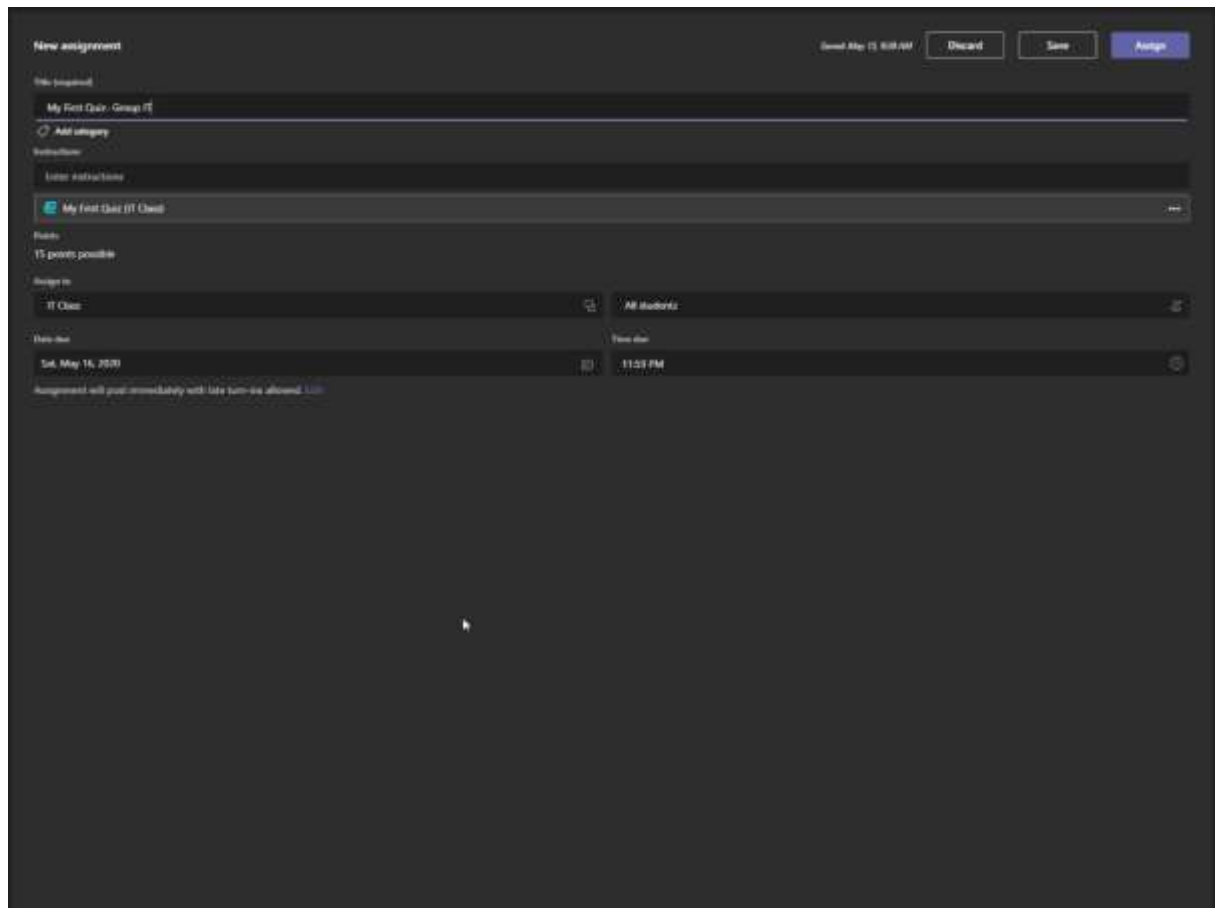 New assignment
Discard
Save
Assign
Title (required)
My First Quiz- Group IT
Add category
Instructions
Enter instructions
My First Quiz (IT Class)
Points
15 points possible
Assign to
IT Class
All students
Date due
Time due
Sat, May 16, 2020
11:59 PM
Assignment will post immediately with late turn-ins allowed. Edit